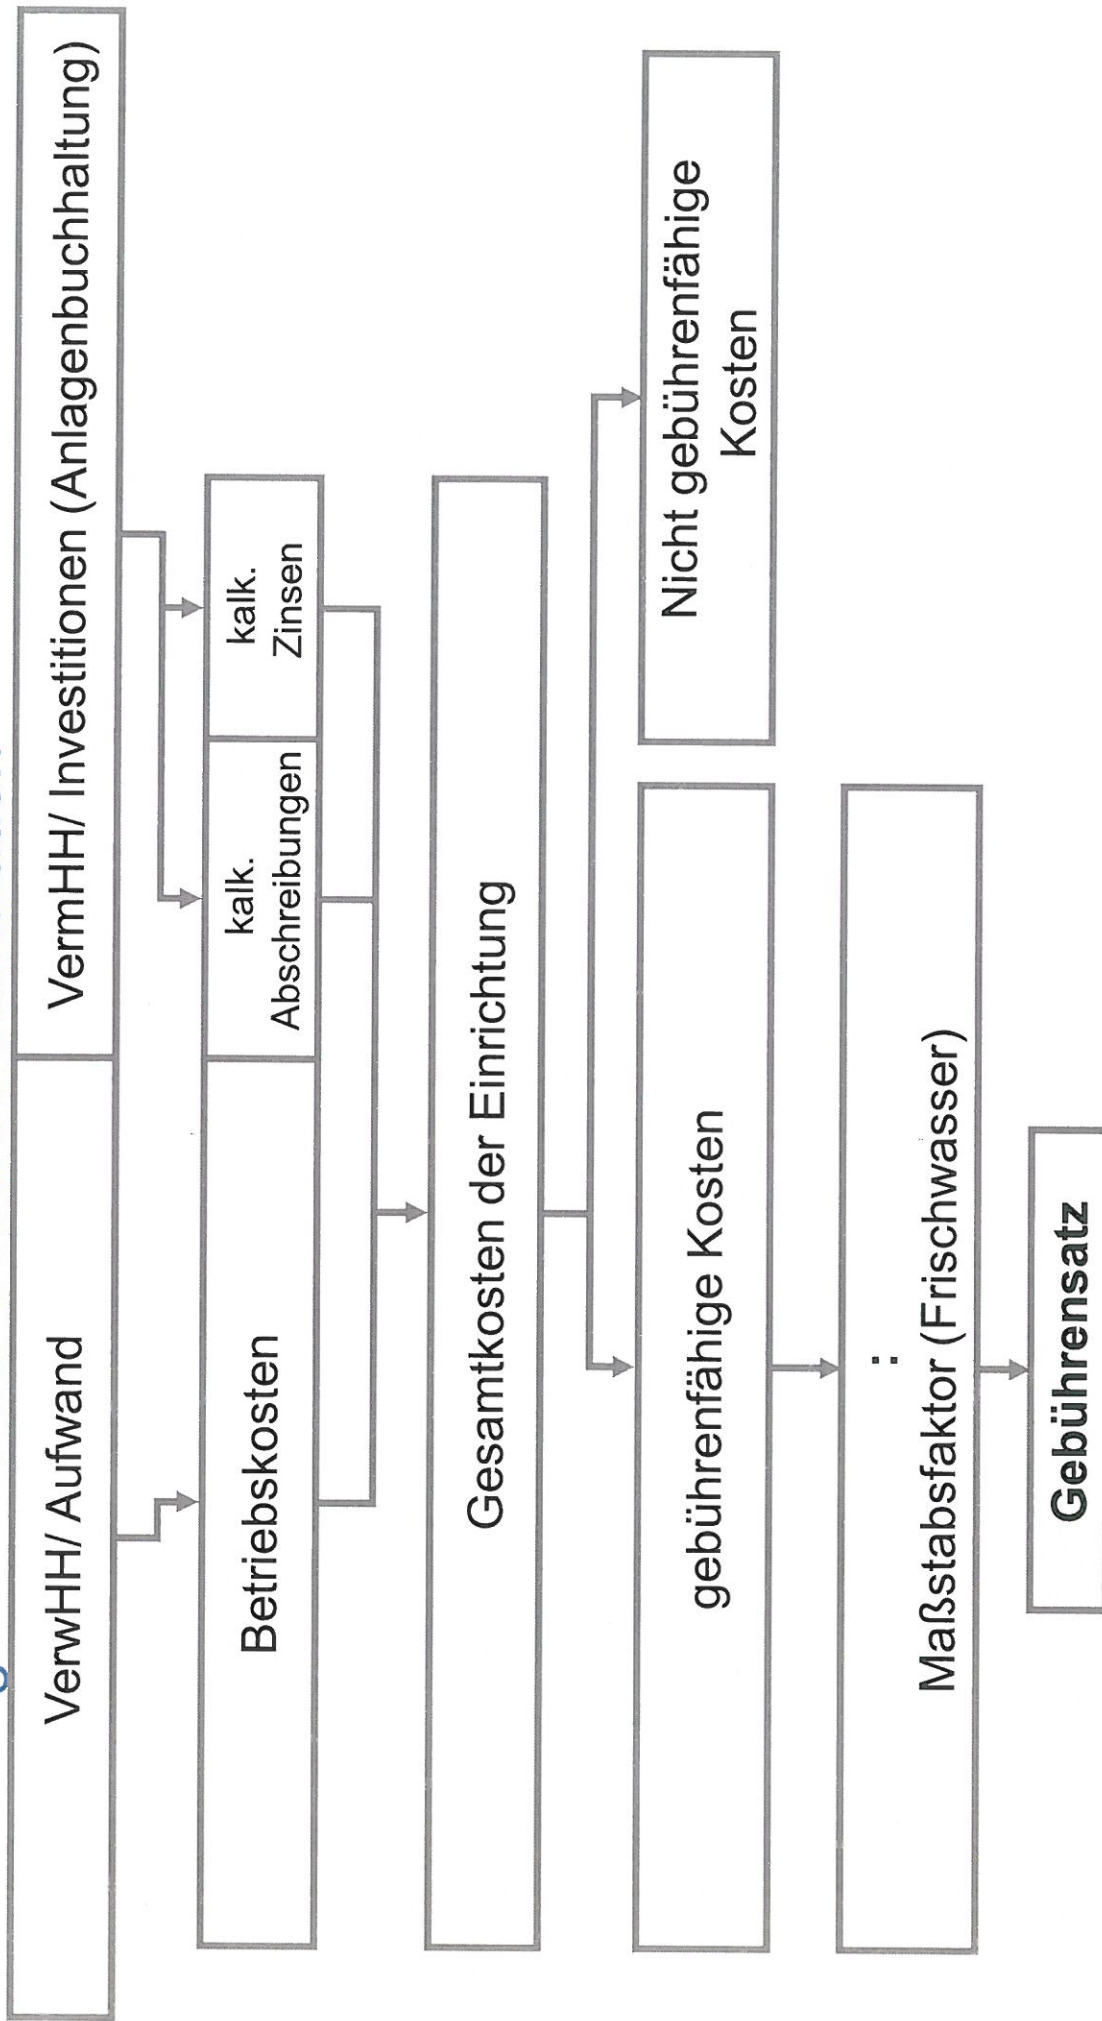 VerwHH/ Aufwand
VermHH/ Investitionen (Anlagenbuchhaltung)
Betriebskosten
kalk.
Abschreibungen
kalk.
Zinsen
Gesamtkosten der Einrichtung
gebührenfähige Kosten
Nicht gebührenfähige
Kosten
:
Maßstabsfaktor (Frischwasser)
Gebührensatz